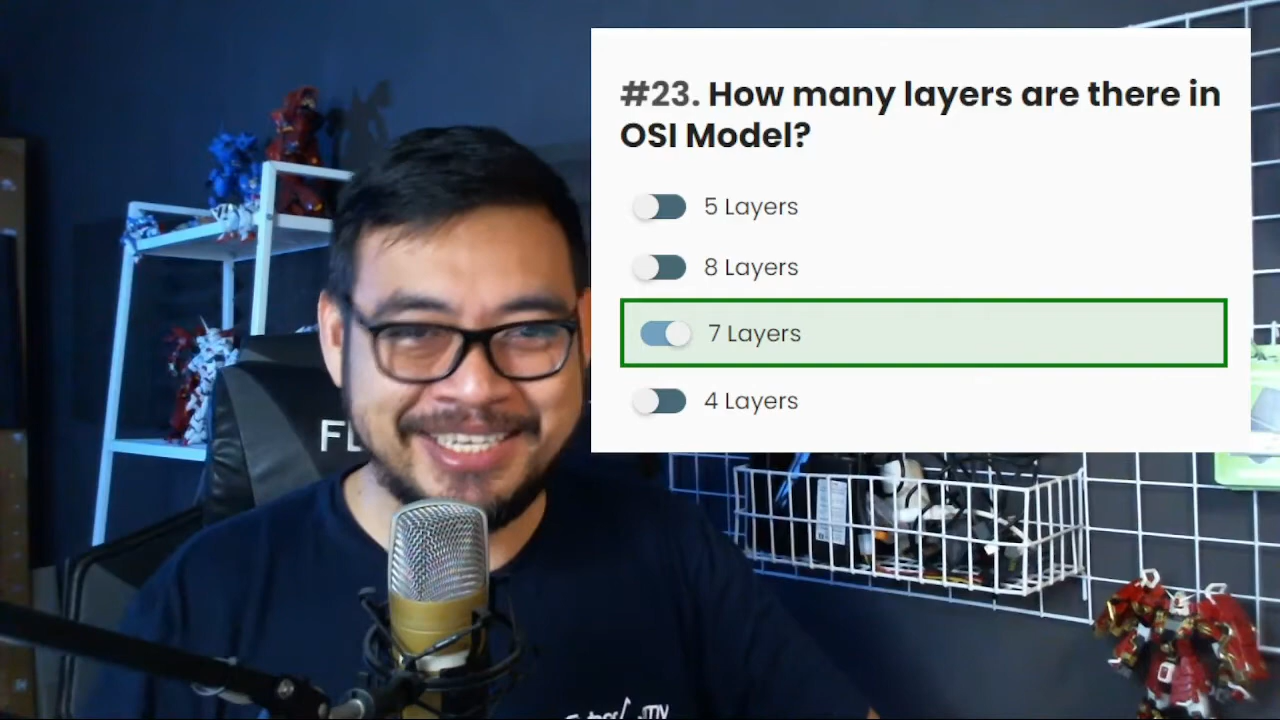 #23. How many layers are there in
OSI Model?
5 Layers
8 Layers
7 Layers
4 Layers